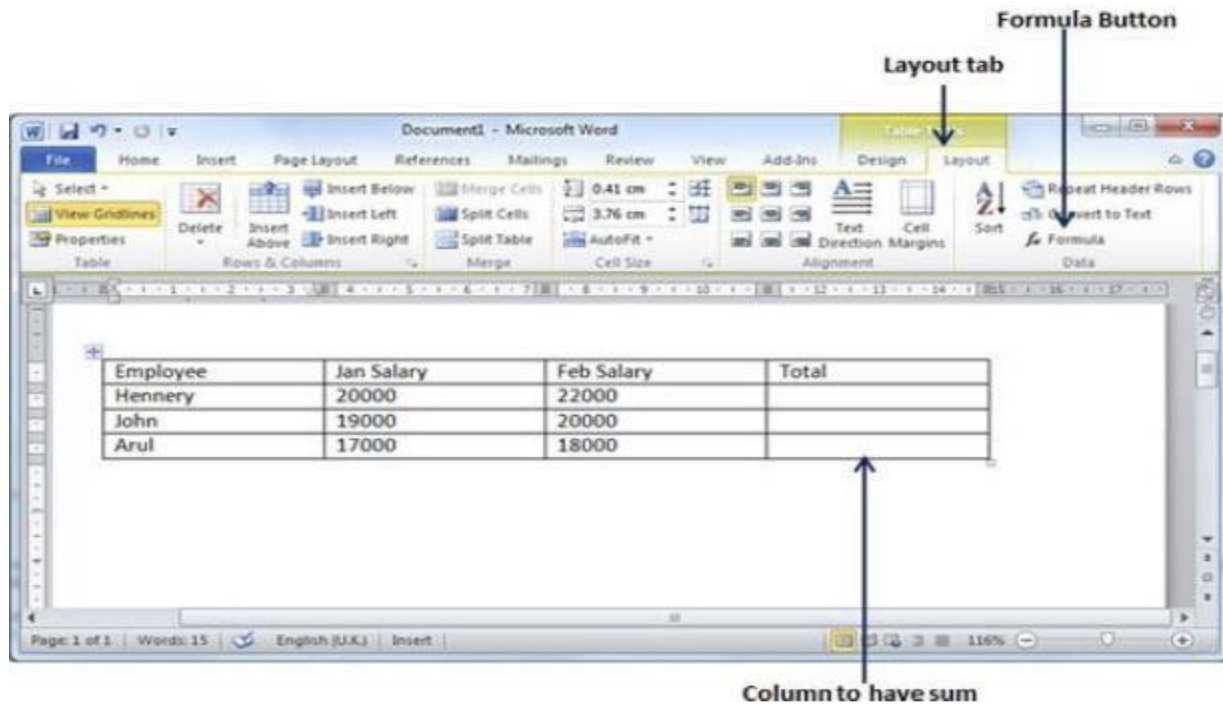 Formula Button
Layout tab
Document1 - Microsoft Word
File Home Insert Page Layout References Mailings Review View Add-Ins Design Layout
Select
View Gridlines
Properties
Table
Delete
Insert Above
Insert Below
Insert Left
Insert Right
Rows & Columns
Merge Cells
Split Cells
Split Table
Merge
0.41 cm
3.76 cm
AutoFit
Cell Size
Text Direction
Cell Margins
Alignment
Sort
Repeat Header Rows
to Text
Formula
Data
Employee Jan Salary Feb Salary Total
Hennery 20000 22000
John 19000 20000
Arul 17000 18000
Page: 1 of 1 Words: 15 English (U.K.) Insert 116%
Column to have sum